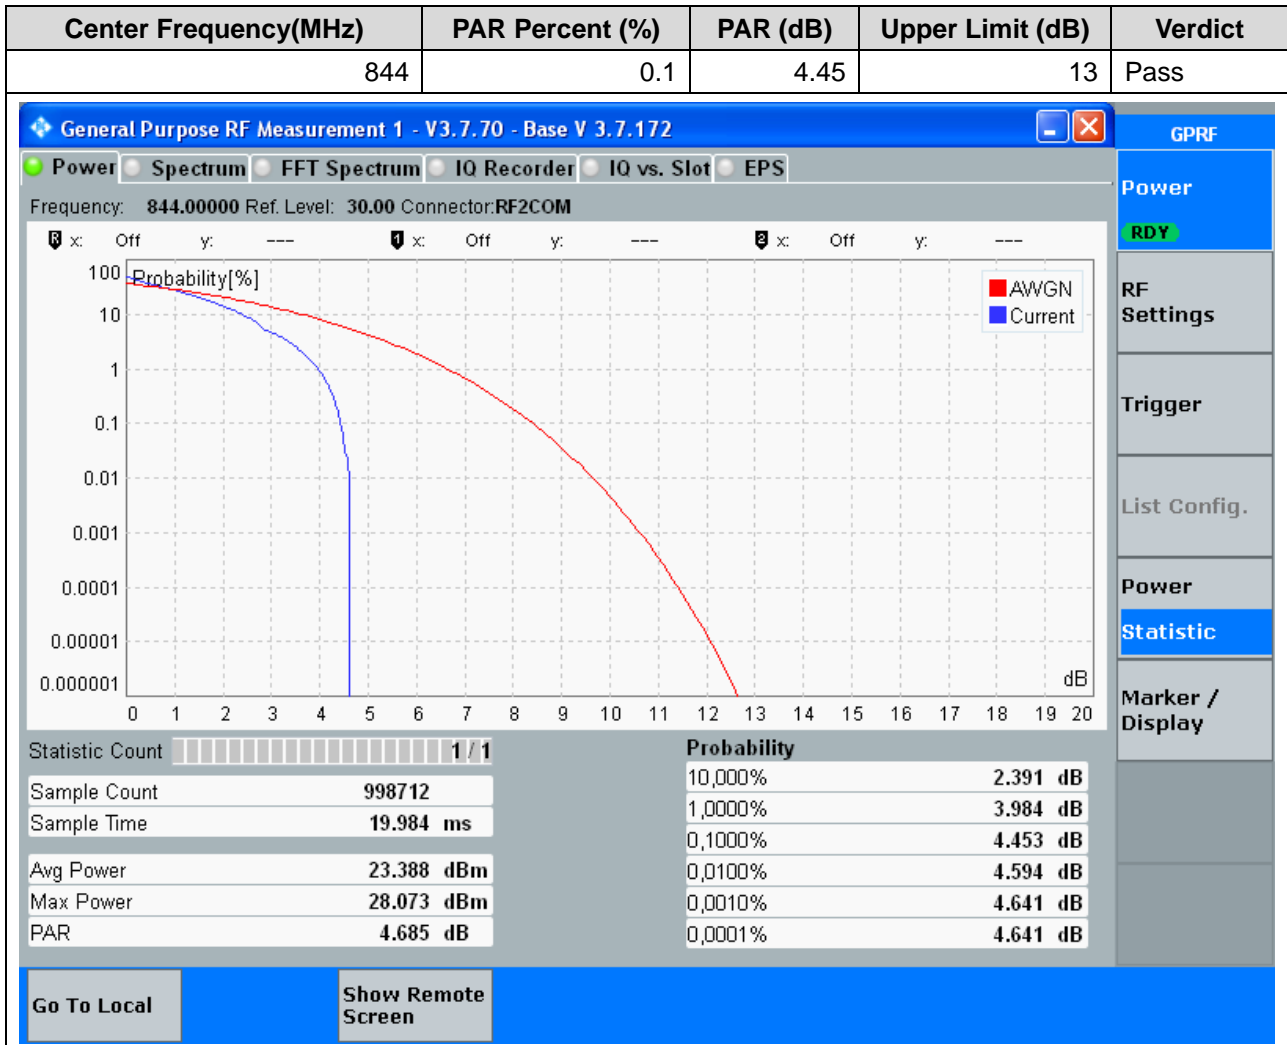 Center Frequency(MHz) PAR Percent (%) PAR (dB) Upper Limit (dB) Verdict
844 0.1 4.45 13 Pass
General Purpose RF Measurement 1 - V3.7.70 - Base V 3.7.172
GPRF
Power Spectrum FFT Spectrum IQ Recorder IQ vs. Slot EPS
Power
RDY
Frequency: 844.00000 Ref. Level: 30.00 Connector:RF2COM
R x: Off y: --- 1 x: Off y: --- 2 x: Off y: ---
Probability[%]
AWGN
Current
100
10
1
0.1
0.01
0.001
0.0001
0.00001
0.000001
dB
0 1 2 3 4 5 6 7 8 9 10 11 12 13 14 15 16 17 18 19 20
RF
Settings
Trigger
List Config.
Power
Statistic
Marker /
Display
Statistic Count 1 / 1
Sample Count 998712
Sample Time 19.984 ms
Avg Power 23.388 dBm
Max Power 28.073 dBm
PAR 4.685 dB
Probability
10,000% 2.391 dB
1,0000% 3.984 dB
0,1000% 4.453 dB
0,0100% 4.594 dB
0,0010% 4.641 dB
0,0001% 4.641 dB
Go To Local
Show Remote
Screen